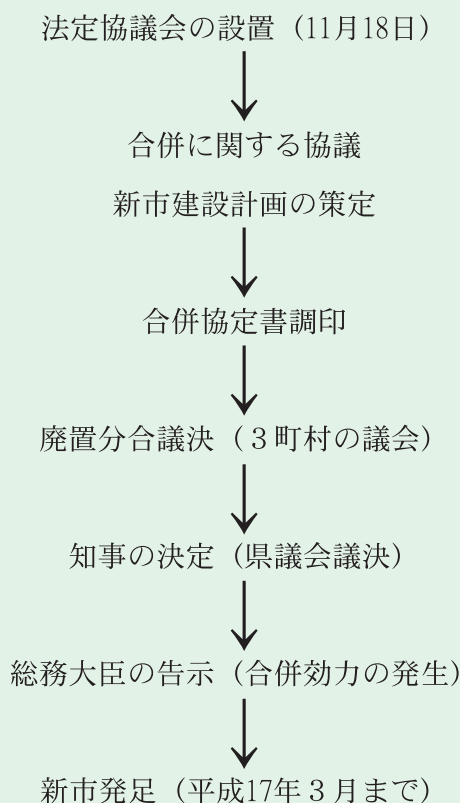 法定協議会の設置（11月18日）
合併に関する協議
新市建設計画の策定
合併協定書調印
廃置分合議決（３町村の議会）
知事の決定（県議会議決）
総務大臣の告示（合併効力の発生）
新市発足（平成17年３月まで）